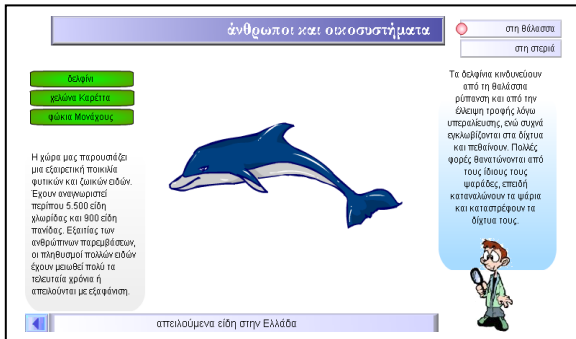 άνθρωποι και οικοσυστήματα
στη θάλασσα
στη στεριά
δελφίνι
χελώνα Καρέττα
φώκια Μονάχους
Η χώρα μας παρουσιάζει
μια εξαιρετική ποικιλία
φυτικών και ζωικών ειδών.
Έχουν αναγνωριστεί
περίπου 5.500 είδη
χλωρίδας και 900 είδη
πανίδας. Εξαιτίας των
ανθρώπινων παρεμβάσεων,
οι πληθυσμοί πολλών ειδών
έχουν μειωθεί πολύ τα
τελευταία χρόνια ή
απειλούνται με εξαφάνιση.
Τα δελφίνια κινδυνεύουν
από τη θαλάσσια
ρύπανση και από την
έλλειψη τροφής λόγω
υπεραλίευσης, ενώ συχνά
εγκλωβίζονται στα δίχτυα
και πεθαίνουν. Πολλές
φορές θανατώνονται από
τους ίδιους τους
ψαράδες, επειδή
καταναλώνουν τα ψάρια
και καταστρέφουν τα
δίχτυα τους.
απειλούμενα είδη στην Ελλάδα